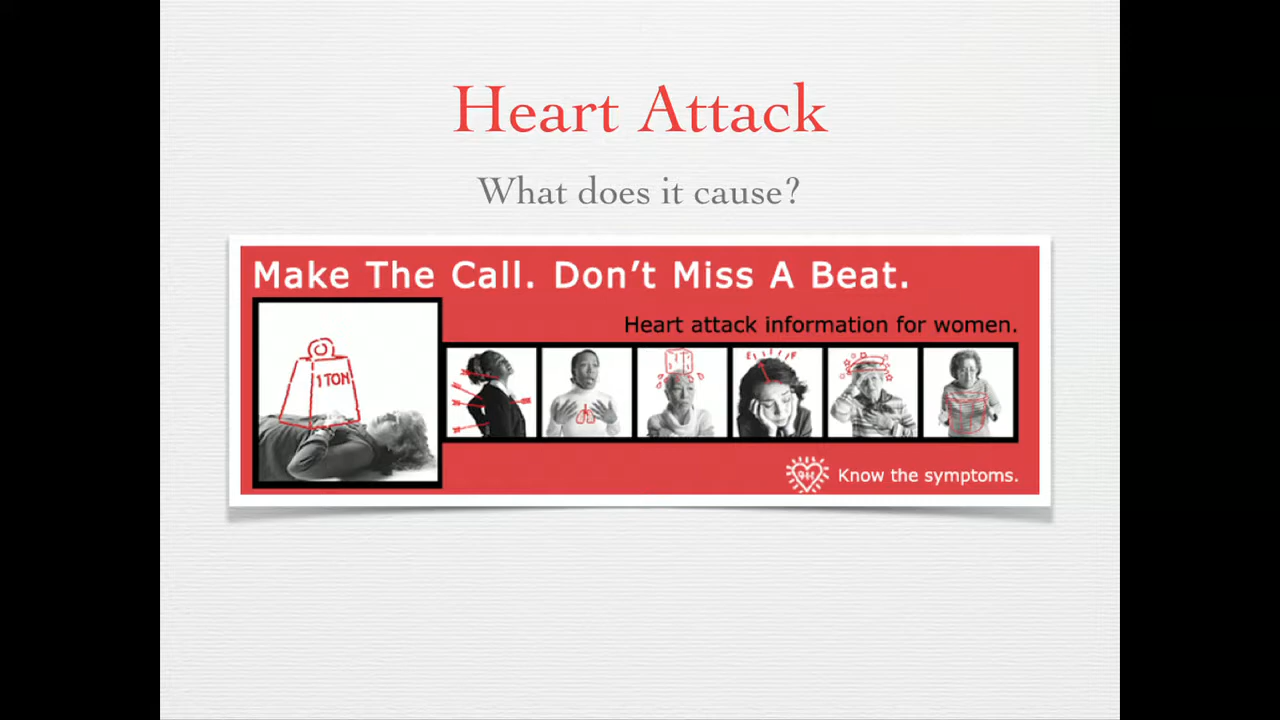 Heart Attack
What does it cause?
Make The Call. Don't Miss A Beat.
Heart attack information for women.
1 TON
E F
911
Know the symptoms.